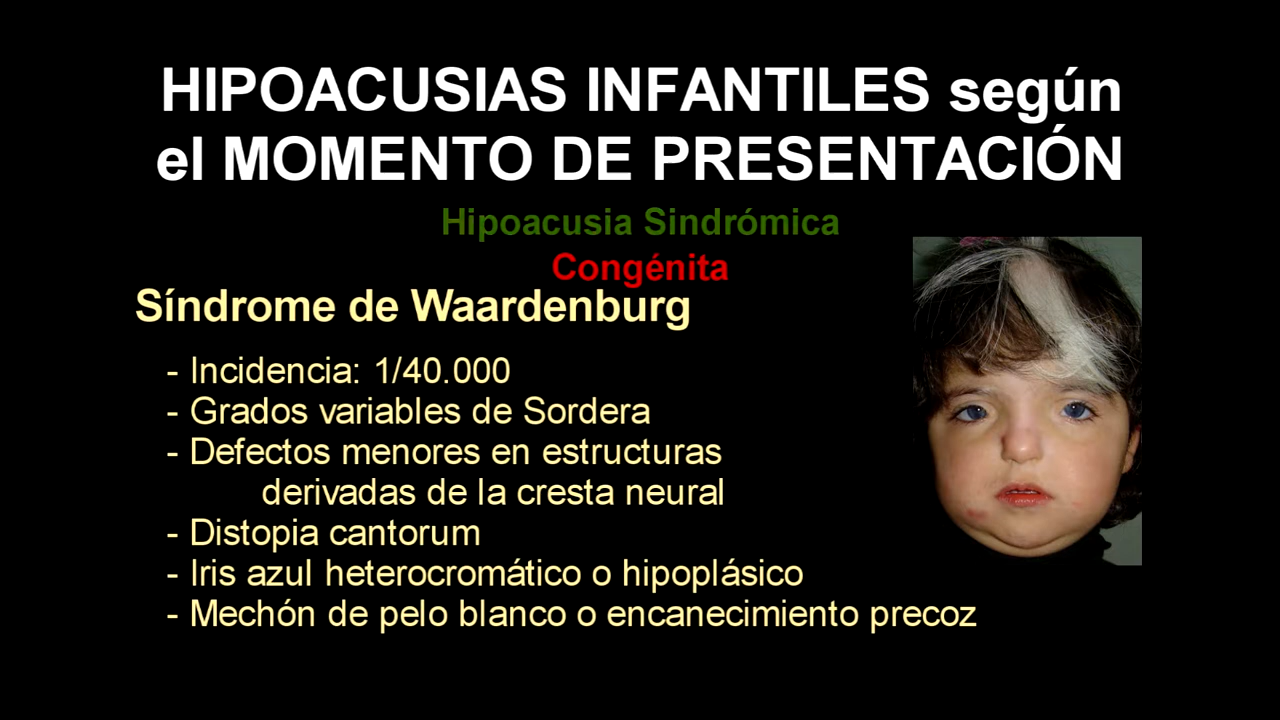 HIPOACUSIAS INFANTILES según
el MOMENTO DE PRESENTACIÓN
Hipoacusia Sindrómica
Congénita
Síndrome de Waardenburg
- Incidencia: 1/40.000
- Grados variables de Sordera
- Defectos menores en estructuras
derivadas de la cresta neural
- Distopia cantorum
- Iris azul heterocromático o hipoplásico
- Mechón de pelo blanco o encanecimiento precoz